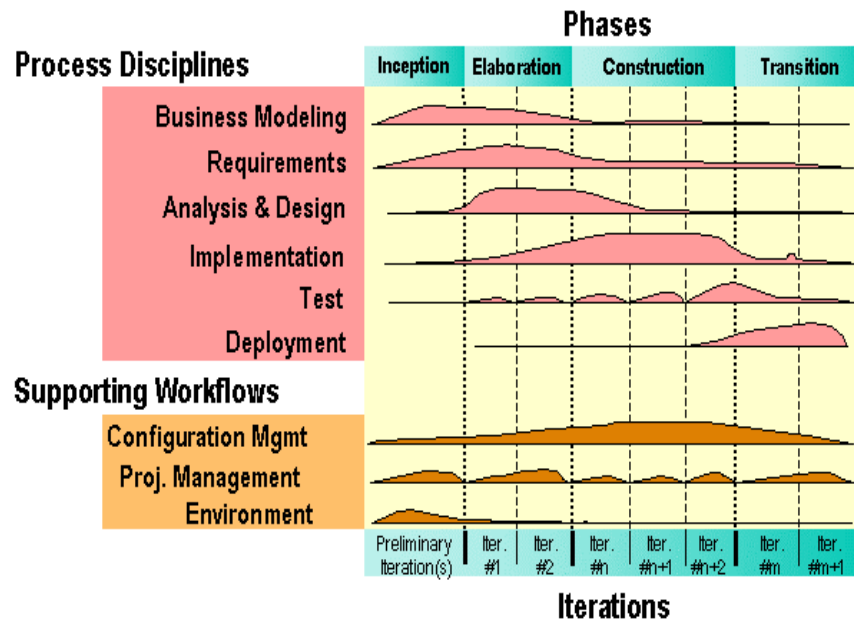 Phases
Process Disciplines
Inception Elaboration Construction Transition
Business Modeling
Requirements
Analysis & Design
Implementation
Test
Deployment
Supporting Workflows
Configuration Mgmt
Proj. Management
Environment
Preliminary Iteration(s)
Iter. #1
Iter. #2
Iter. #n
Iter. #n+1
Iter. #n+2
Iter. #m
Iter. #m+1
Iterations